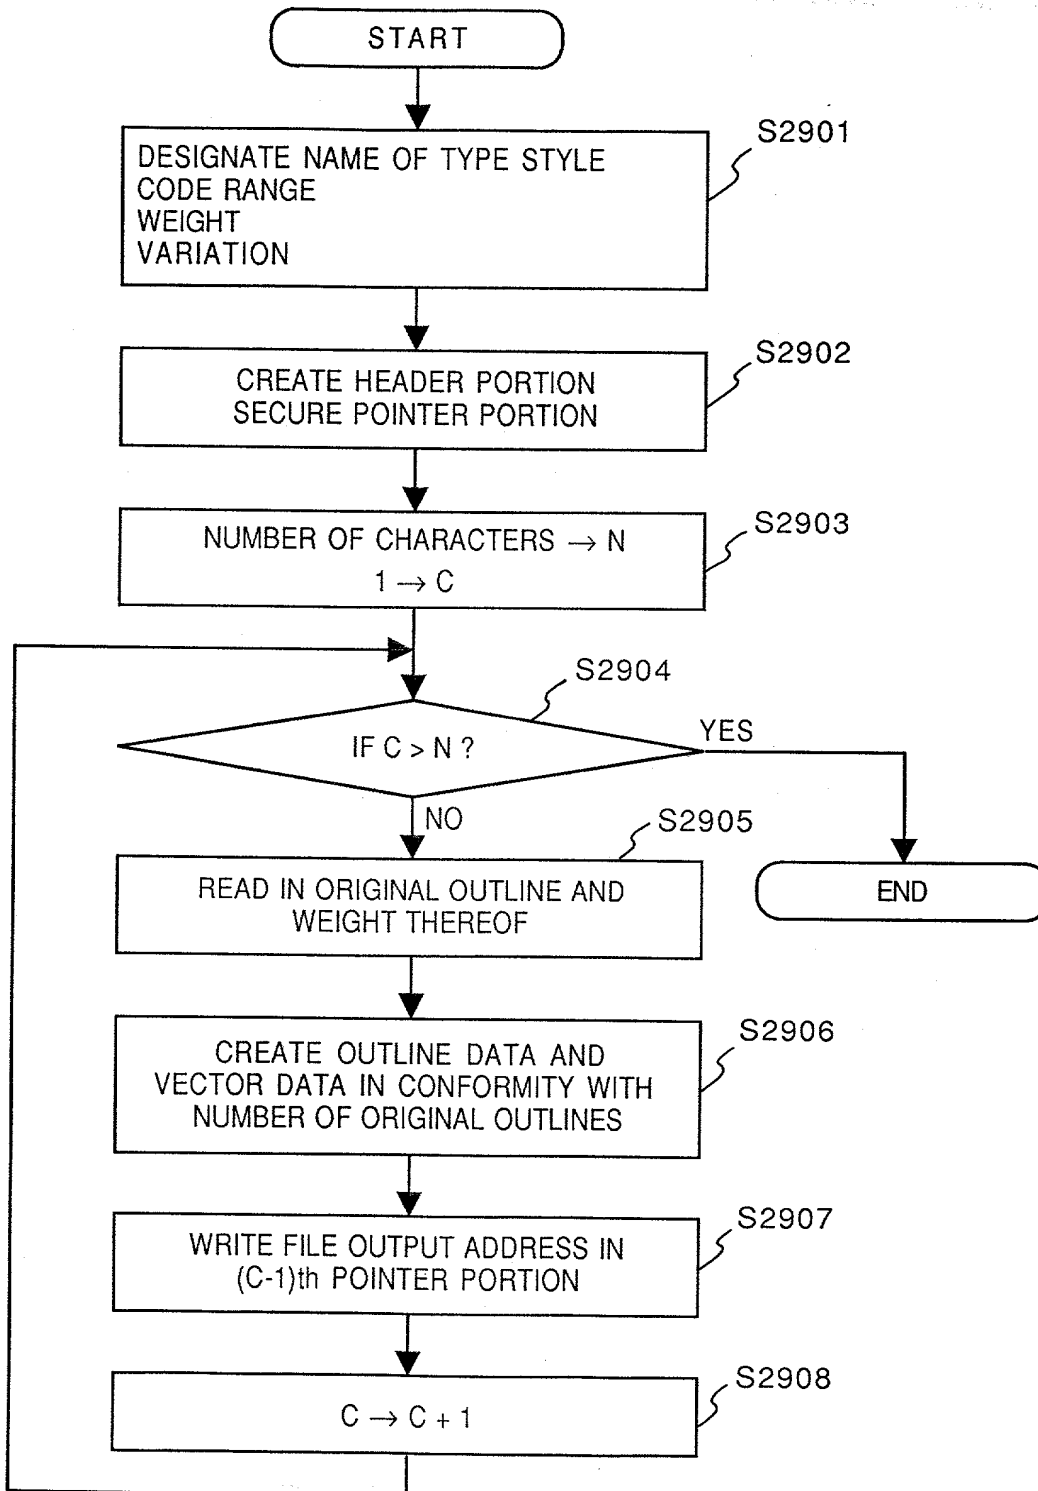 START
S2901
DESIGNATE NAME OF TYPE STYLE
CODE RANGE
WEIGHT
VARIATION
S2902
CREATE HEADER PORTION
SECURE POINTER PORTION
S2903
NUMBER OF CHARACTERS → N
1 → C
S2904
IF C > N ?
YES
NO
S2905
READ IN ORIGINAL OUTLINE AND
WEIGHT THEREOF
END
S2906
CREATE OUTLINE DATA AND
VECTOR DATA IN CONFORMITY WITH
NUMBER OF ORIGINAL OUTLINES
S2907
WRITE FILE OUTPUT ADDRESS IN
(C-1)th POINTER PORTION
S2908
C → C + 1